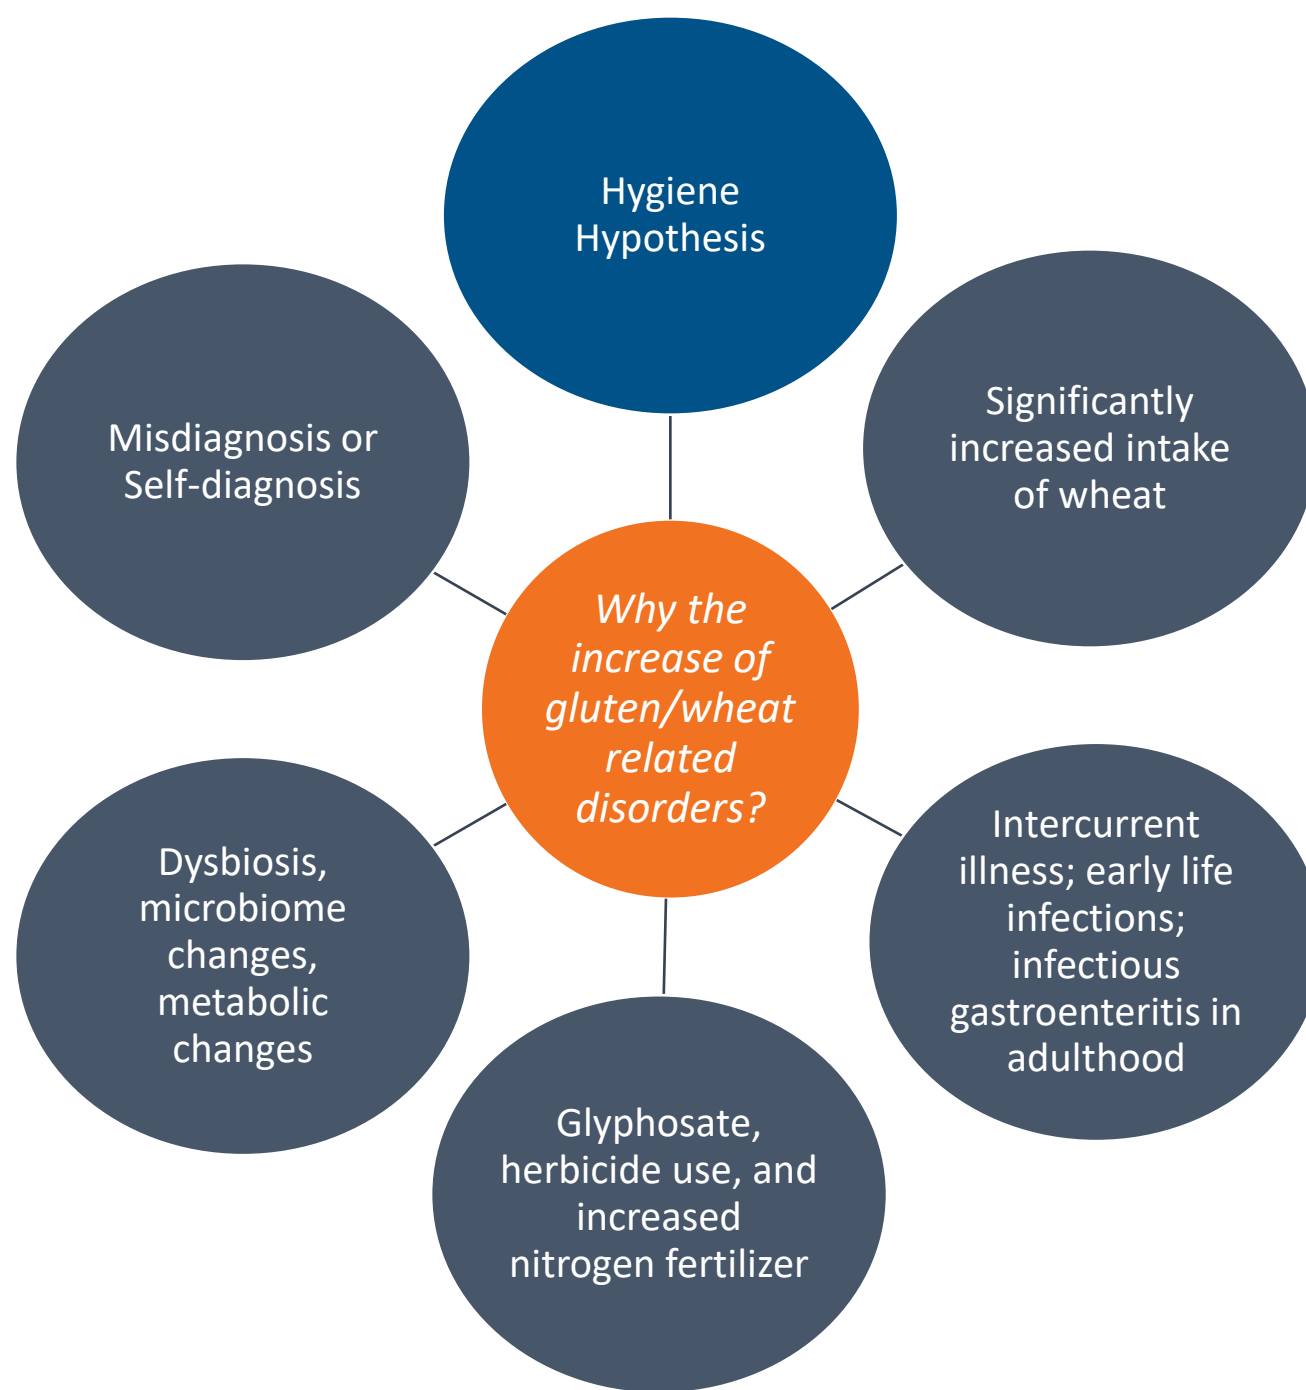 Hygiene
Hypothesis
Significantly
increased intake
of wheat
Misdiagnosis or
Self-diagnosis
Why the
increase of
gluten/wheat
related
disorders?
Intercurrent
illness; early life
infections;
infectious
gastroenteritis in
adulthood
Dysbiosis,
microbiome
changes,
metabolic
changes
Glyphosate,
herbicide use, and
increased
nitrogen fertilizer